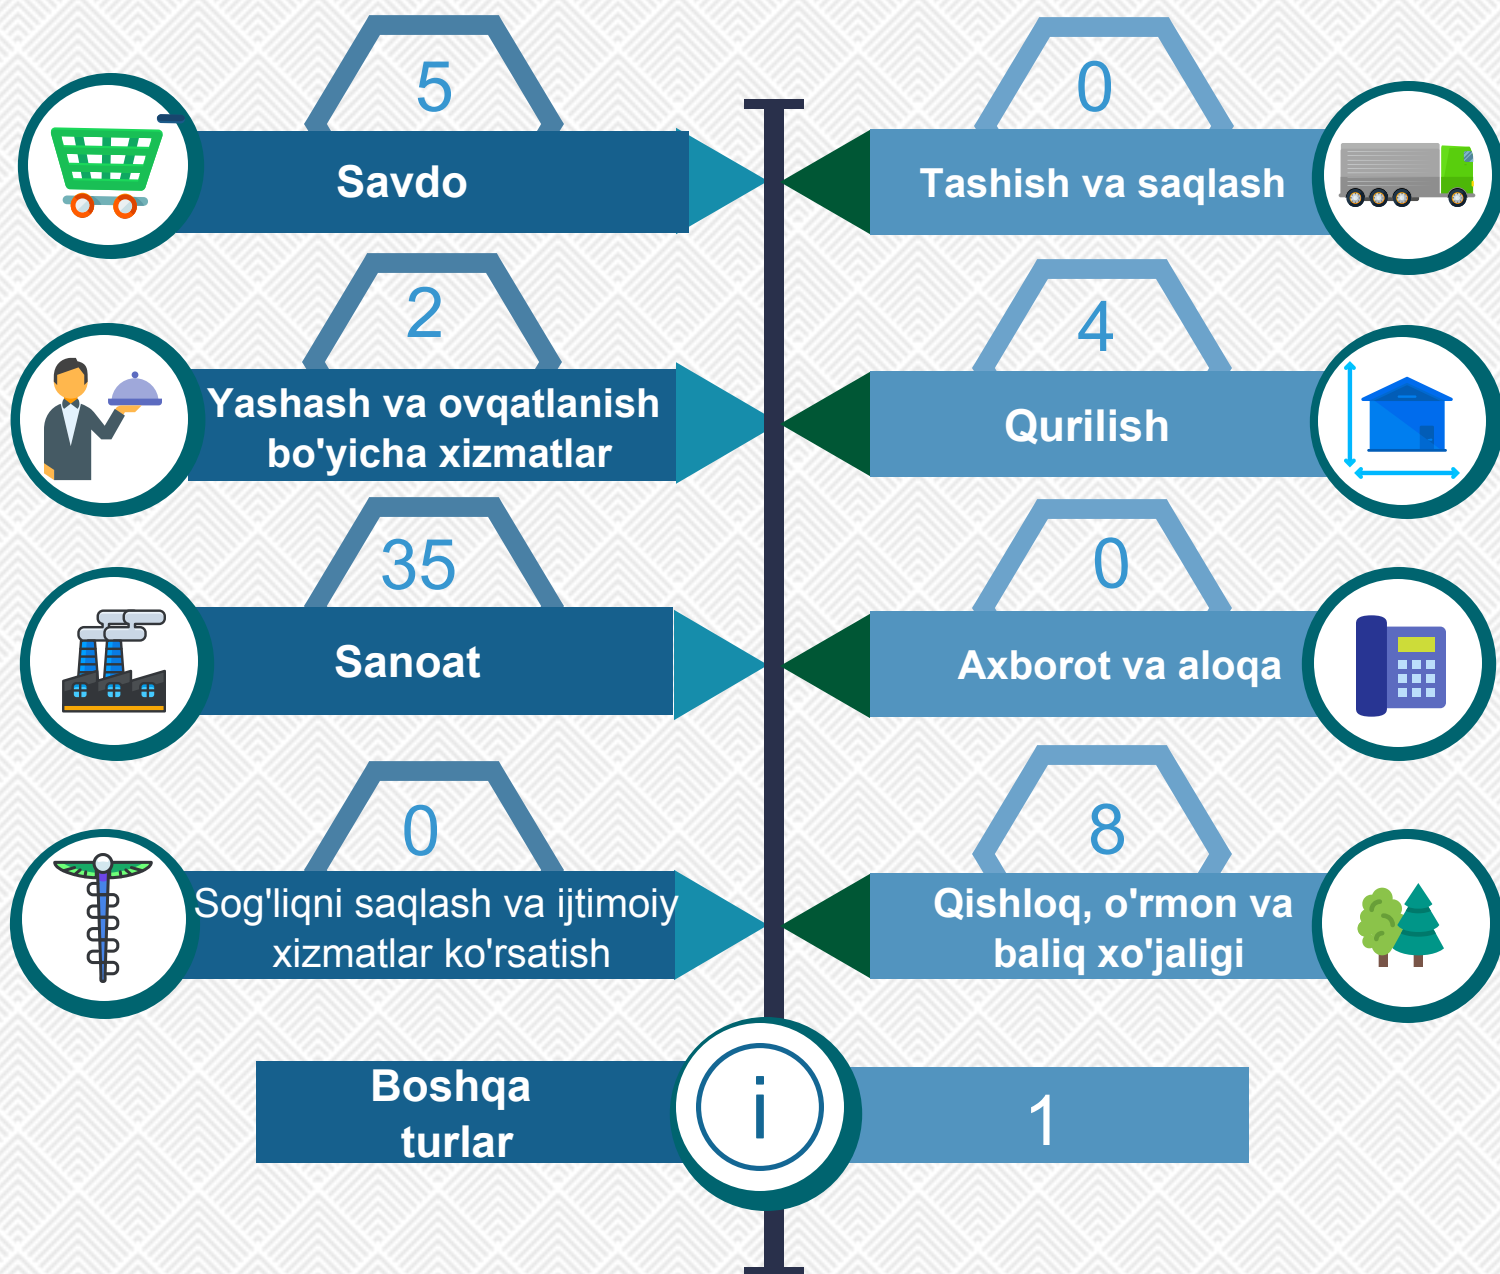 5
Savdo
0
Tashish va saqlash
2
Yashash va ovqatlanish
bo'yicha xizmatlar
4
Qurilish
35
Sanoat
0
Axborot va aloqa
0
Sog'liqni saqlash va ijtimoiy
xizmatlar ko'rsatish
8
Qishloq, o'rmon va
baliq xo'jaligi
Boshqa
turlar
i
1